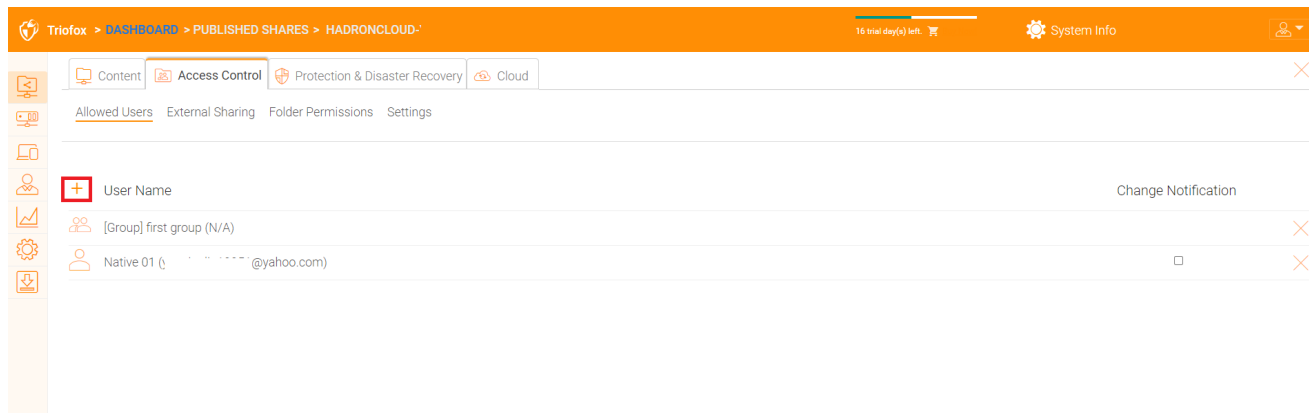 Triofox > DASHBOARD > PUBLISHED SHARES > HADRONCLOUD-
16 trial day(s) left.
System Info
Content Access Control Protection & Disaster Recovery Cloud
Allowed Users External Sharing Folder Permissions Settings
+ User Name Change Notification
[Group] first group (N/A)
Native 01 ( @yahoo.com)